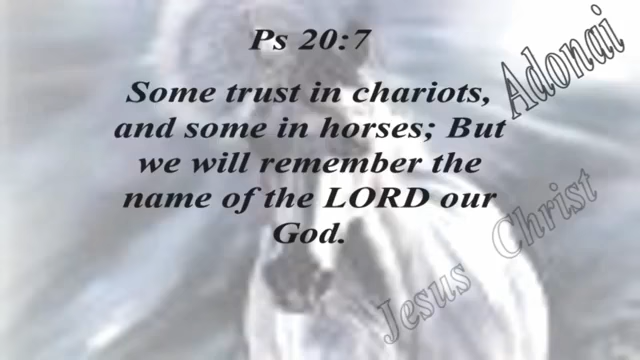 Ps 20:7
Some trust in chariots,
and some in horses; But
we will remember the
name of the LORD our
God.
Adonai
Jesus Christ